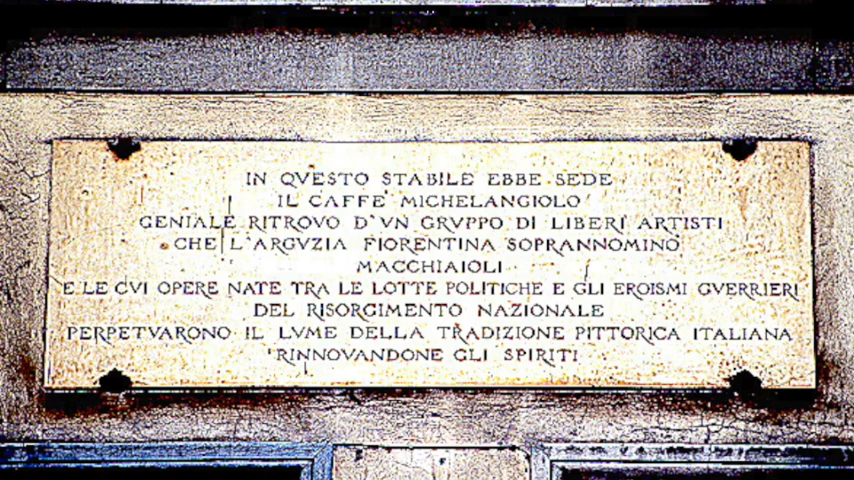 IN QVESTO STABILE EBBE SEDE
IL CAFFÈ MICHELANGIOLO
GENIALE RITROVO D'VN GRVPPO DI LIBERI ARTISTI
CHE L'ARGVZIA FIORENTINA SOPRANNOMINÒ
MACCHIAIOLI
E LE CVI OPERE NATE TRA LE LOTTE POLITICHE E GLI EROISMI GVERRIERI
DEL RISORGIMENTO NAZIONALE
PERPETVARONO IL LVME DELLA TRADIZIONE PITTORICA ITALIANA
RINNOVANDONE GLI SPIRITI